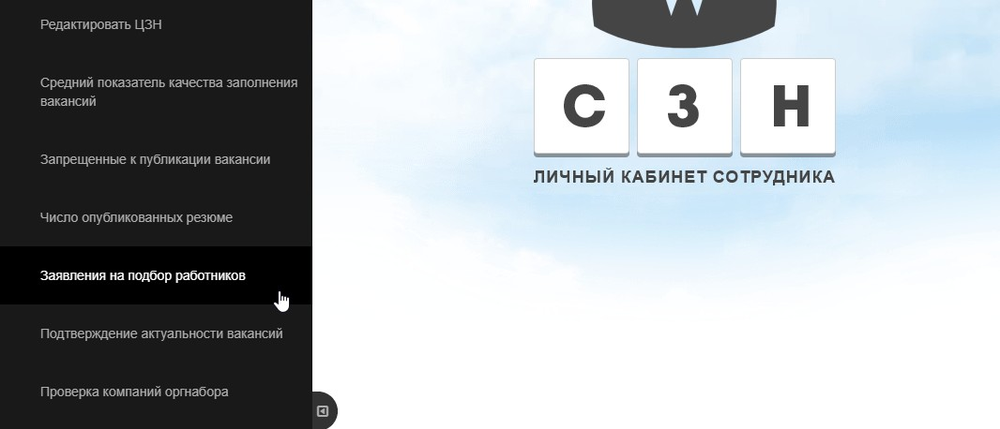 Редактировать ЦЗН
Средний показатель качества заполнения
вакансий
Запрещенные к публикации вакансии
Число опубликованных резюме
Заявления на подбор работников
Подтверждение актуальности вакансий
Проверка компаний оргнабора
С З Н
ЛИЧНЫЙ КАБИНЕТ СОТРУДНИКА